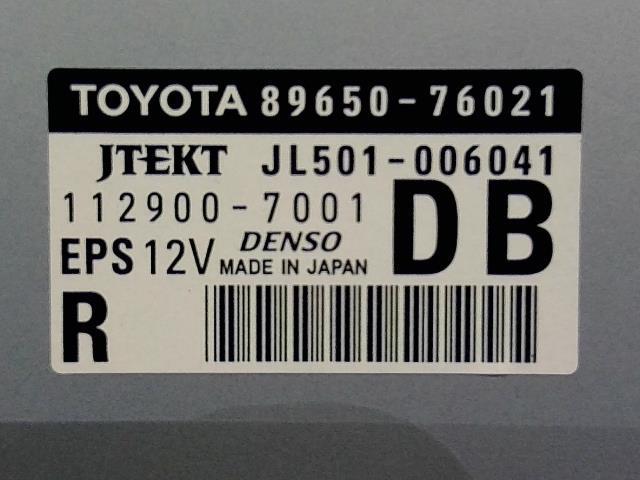 TOYOTA 89650-76021
JTEKT JL501-006041
112900-7001 DB
EPS 12V DENSO
MADE IN JAPAN
R